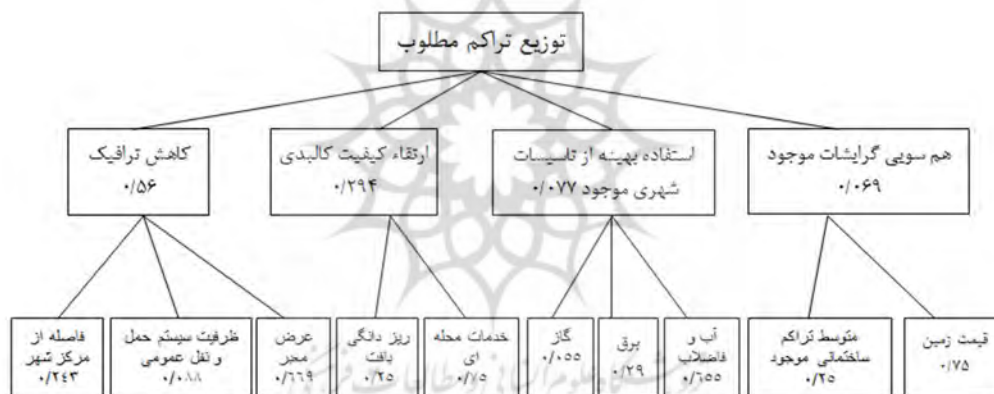 توزیع تراکم مطلوب
هم سویی گرایشات موجود
۰/۰۶۹
استفاده بهینه از تاسیسات
شهری موجود ۰/۰۷۷
ارتقاء کیفیت کالبدی
۰/۲۹۴
کاهش ترافیک
۰/۵۶
قیمت زمین
۰/۷۵
متوسط تراکم
ساختمانی موجود
۰/۲۵
آب و
فاضلاب
۰/٦۵۵
برق
۰/۲۹
گاز
۰/۰۵۵
خدمات محله
ای
۰/۷۵
ریز دانگی
بافت
۰/۲۵
عرض
معبر
۰/٦٦۹
ظرفیت سیستم حمل
و نقل عمومی
۰/۰۸۸
فاصله از
مرکز شهر
۰/۲٤۳